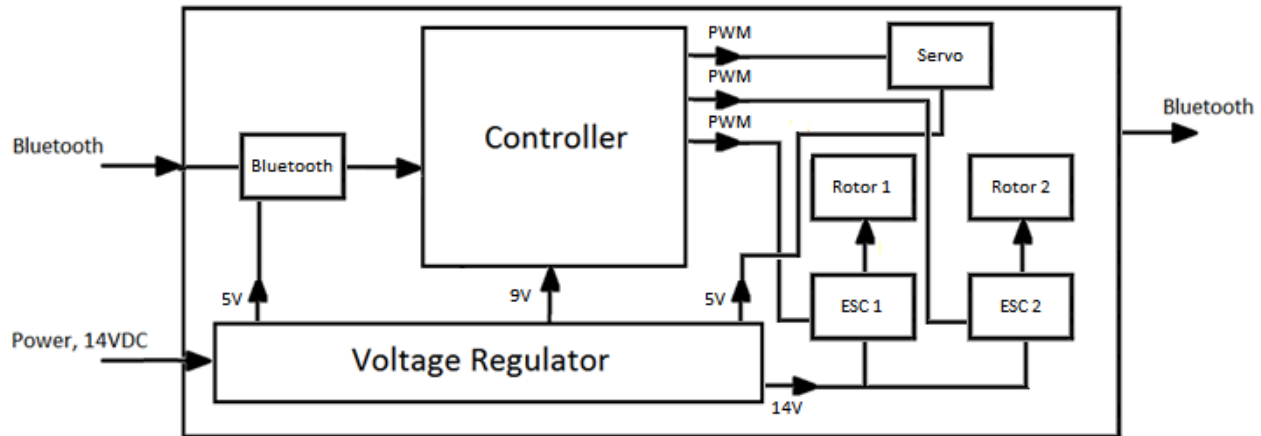 PWM
Servo
PWM
Bluetooth
Controller
PWM
Bluetooth
Bluetooth
Rotor 1
Rotor 2
5V
9V
5V
ESC 1
ESC 2
Power, 14VDC
Voltage Regulator
14V